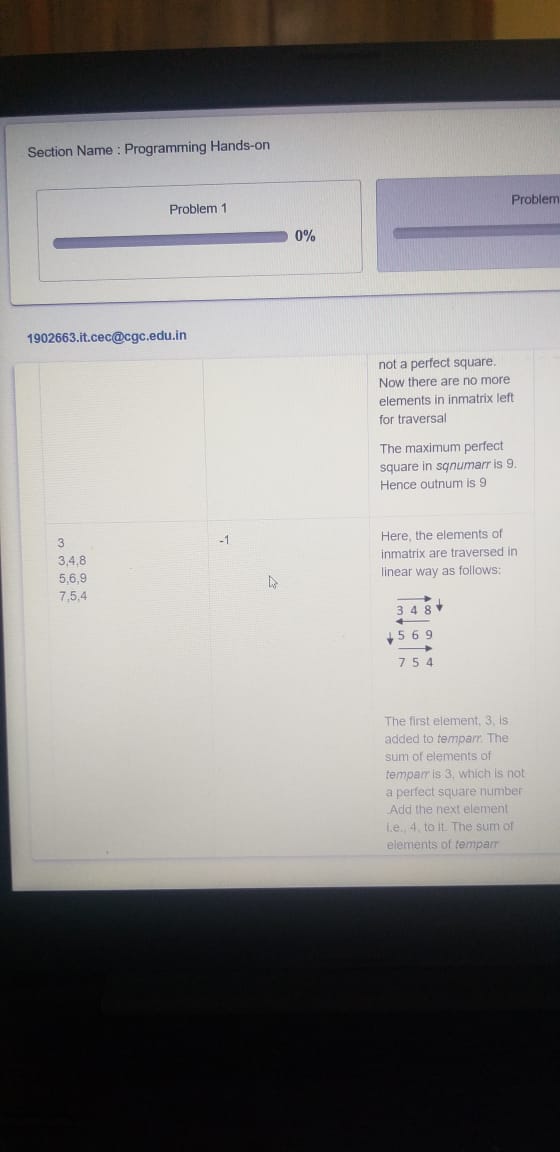 Section Name : Programming Hands-on
Problem 1
0%
Problem
1902663.it.cec@cgc.edu.in
not a perfect square.
Now there are no more
elements in inmatrix left
for traversal
The maximum perfect
square in sqnumarr is 9.
Hence outnum is 9
3
3,4,8
5,6,9
7,5,4
-1
Here, the elements of
inmatrix are traversed in
linear way as follows:
3 4 8
5 6 9
7 5 4
The first element, 3, is
added to temparr. The
sum of elements of
temparr is 3, which is not
a perfect square number
.Add the next element
i.e., 4, to it. The sum of
elements of temparr